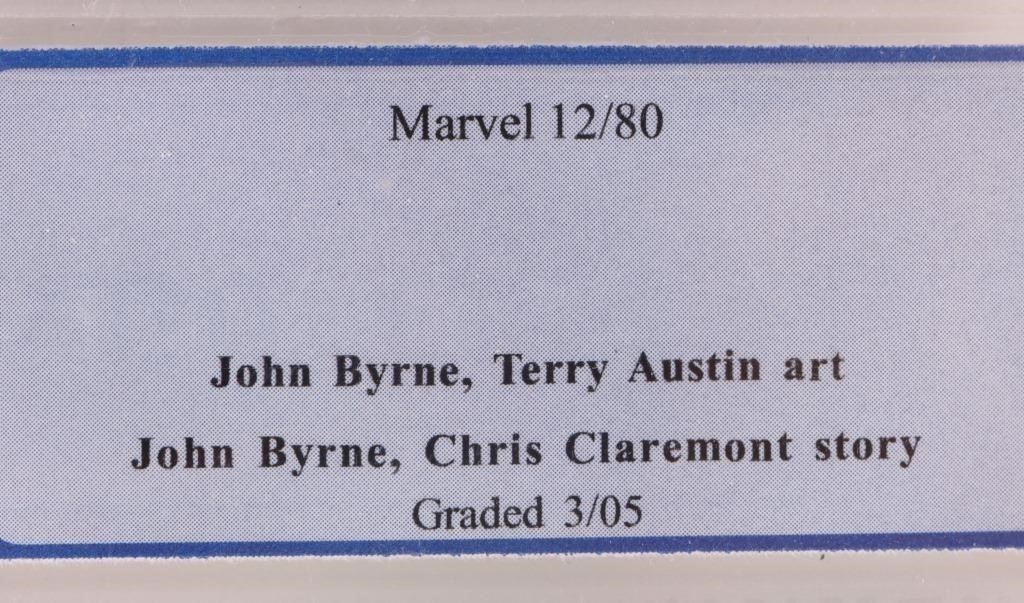 Marvel 12/80
John Byrne, Terry Austin art
John Byrne, Chris Claremont story
Graded 3/05